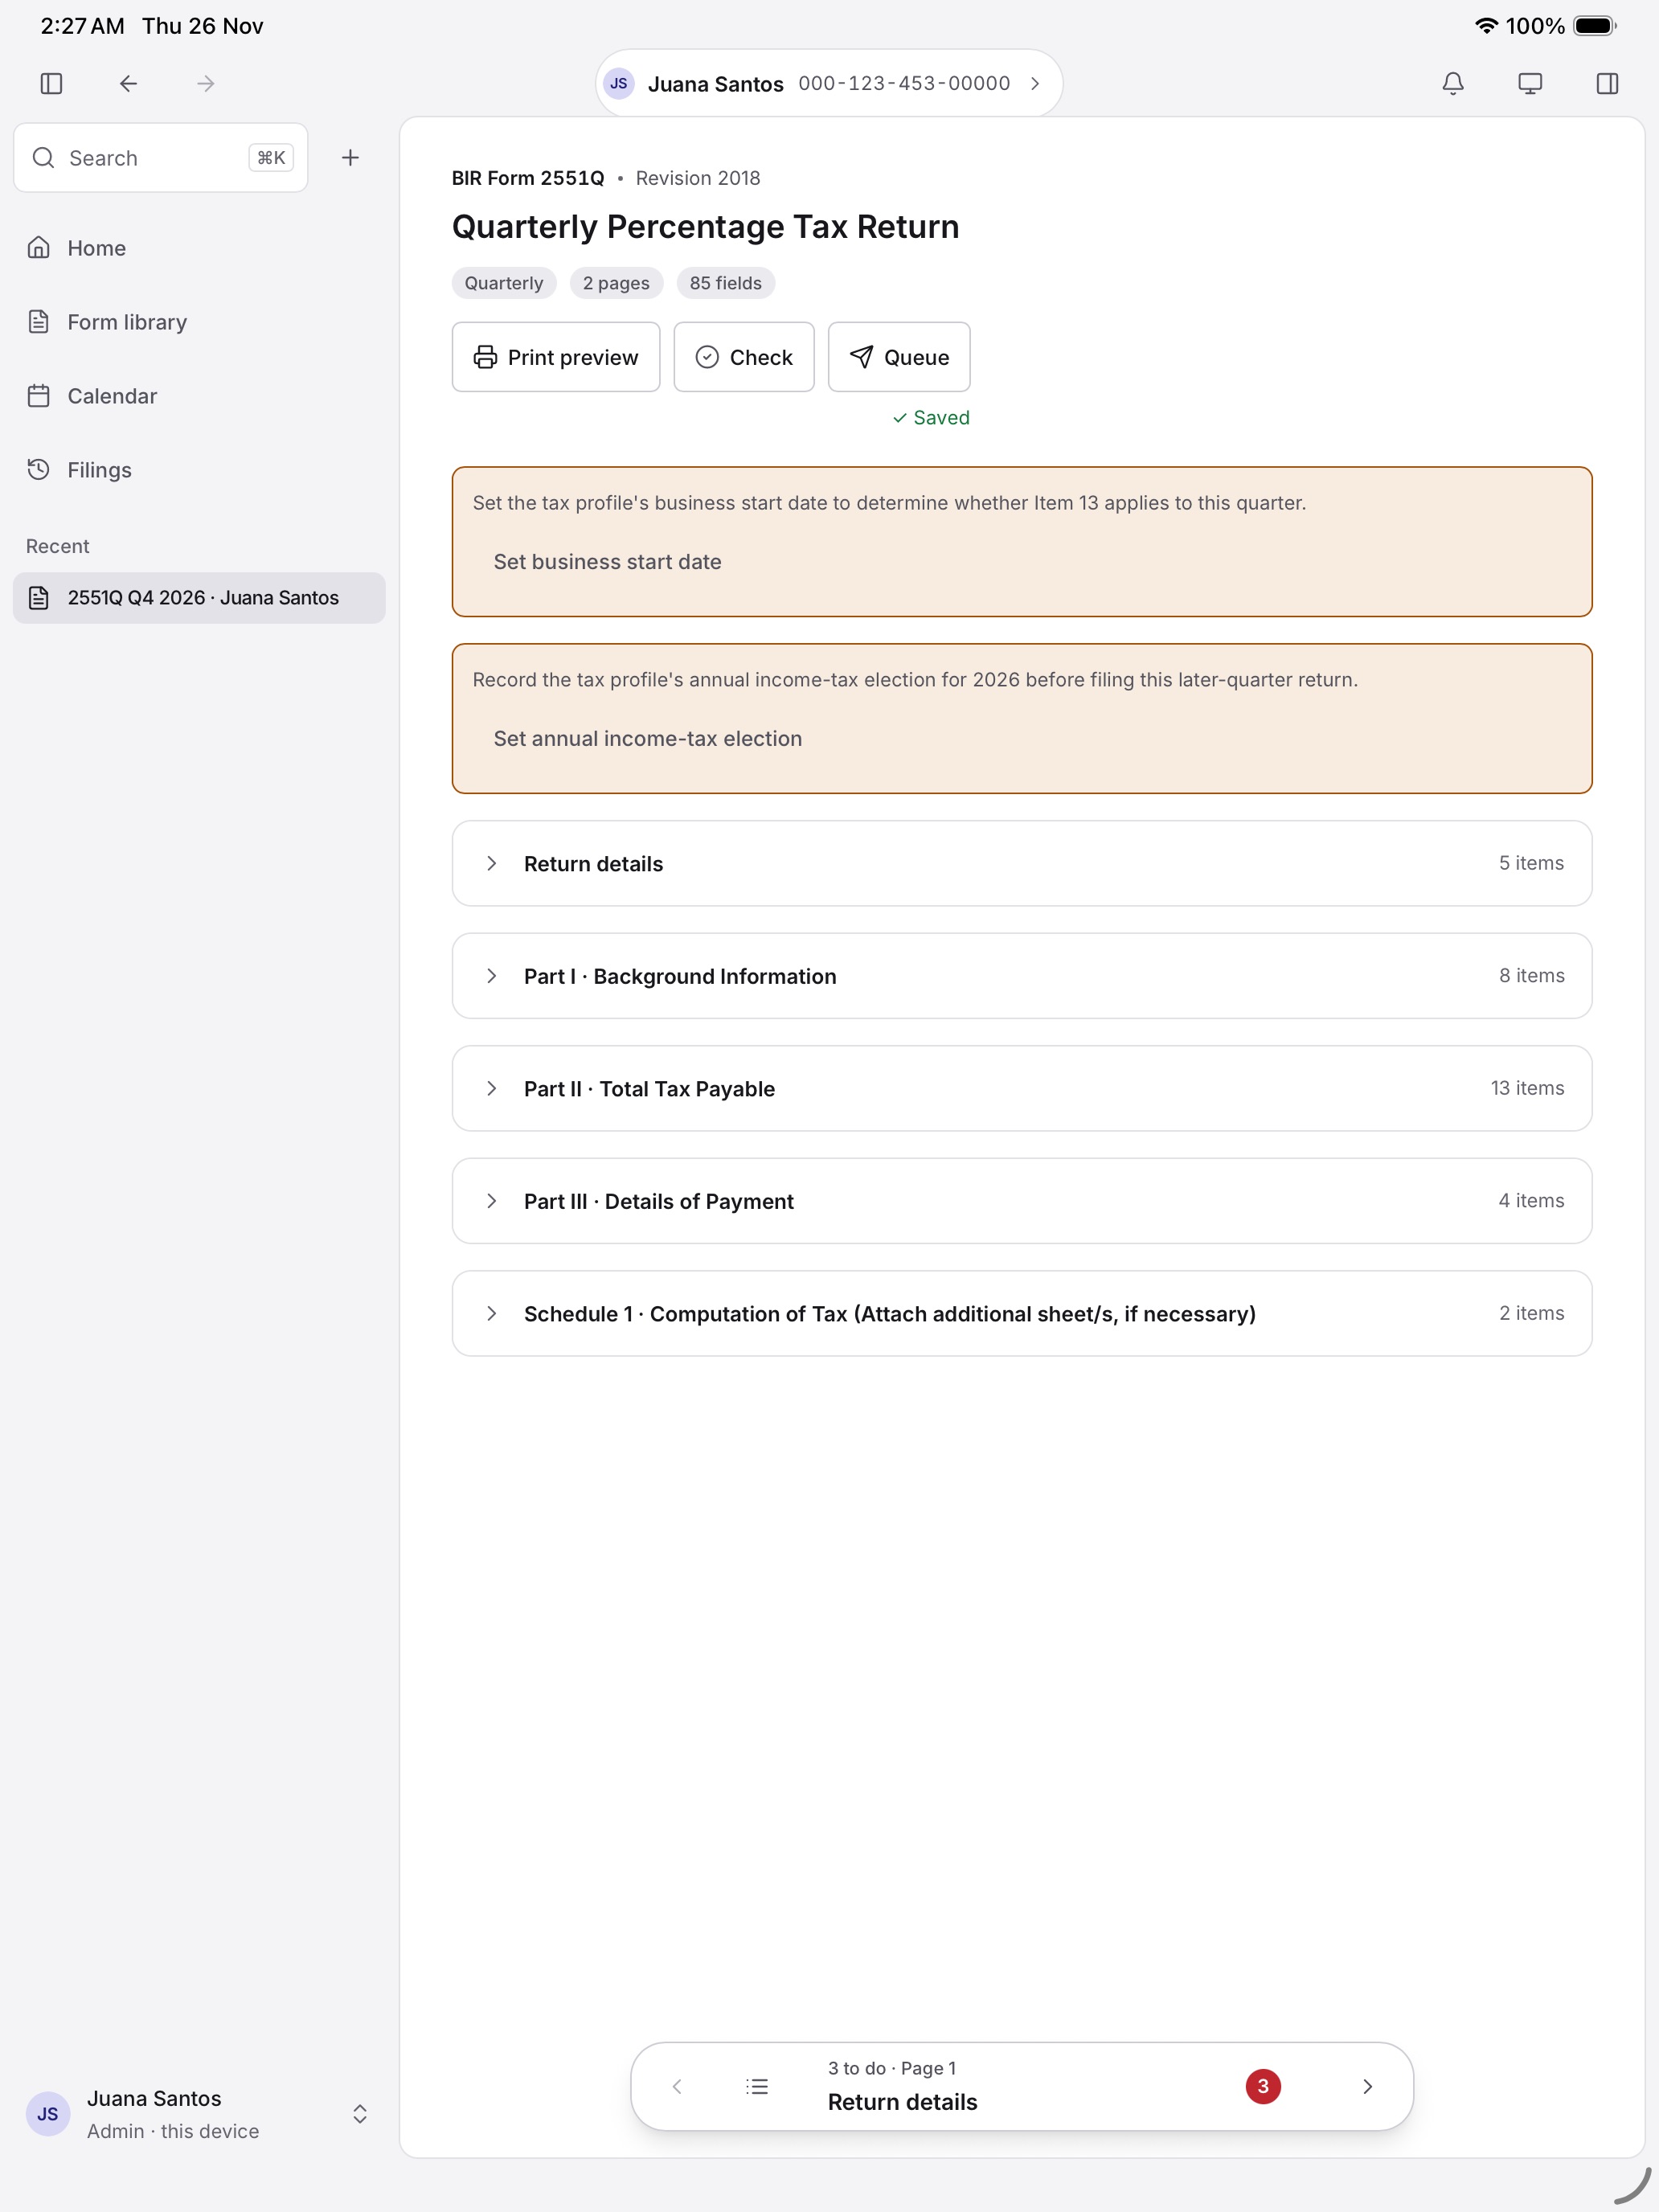 2:27 AM Thu 26 Nov
100%
JS Juana Santos 000-123-453-00000
Search ⌘K
Home
Form library
Calendar
Filings
Recent
2551Q Q4 2026 · Juana Santos
BIR Form 2551Q • Revision 2018
Quarterly Percentage Tax Return
Quarterly 2 pages 85 fields
Print preview Check Queue
Saved
Set the tax profile's business start date to determine whether Item 13 applies to this quarter.
Set business start date
Record the tax profile's annual income-tax election for 2026 before filing this later-quarter return.
Set annual income-tax election
Return details 5 items
Part I · Background Information 8 items
Part II · Total Tax Payable 13 items
Part III · Details of Payment 4 items
Schedule 1 · Computation of Tax (Attach additional sheet/s, if necessary) 2 items
3 to do · Page 1
Return details
3
JS
Juana Santos
Admin · this device